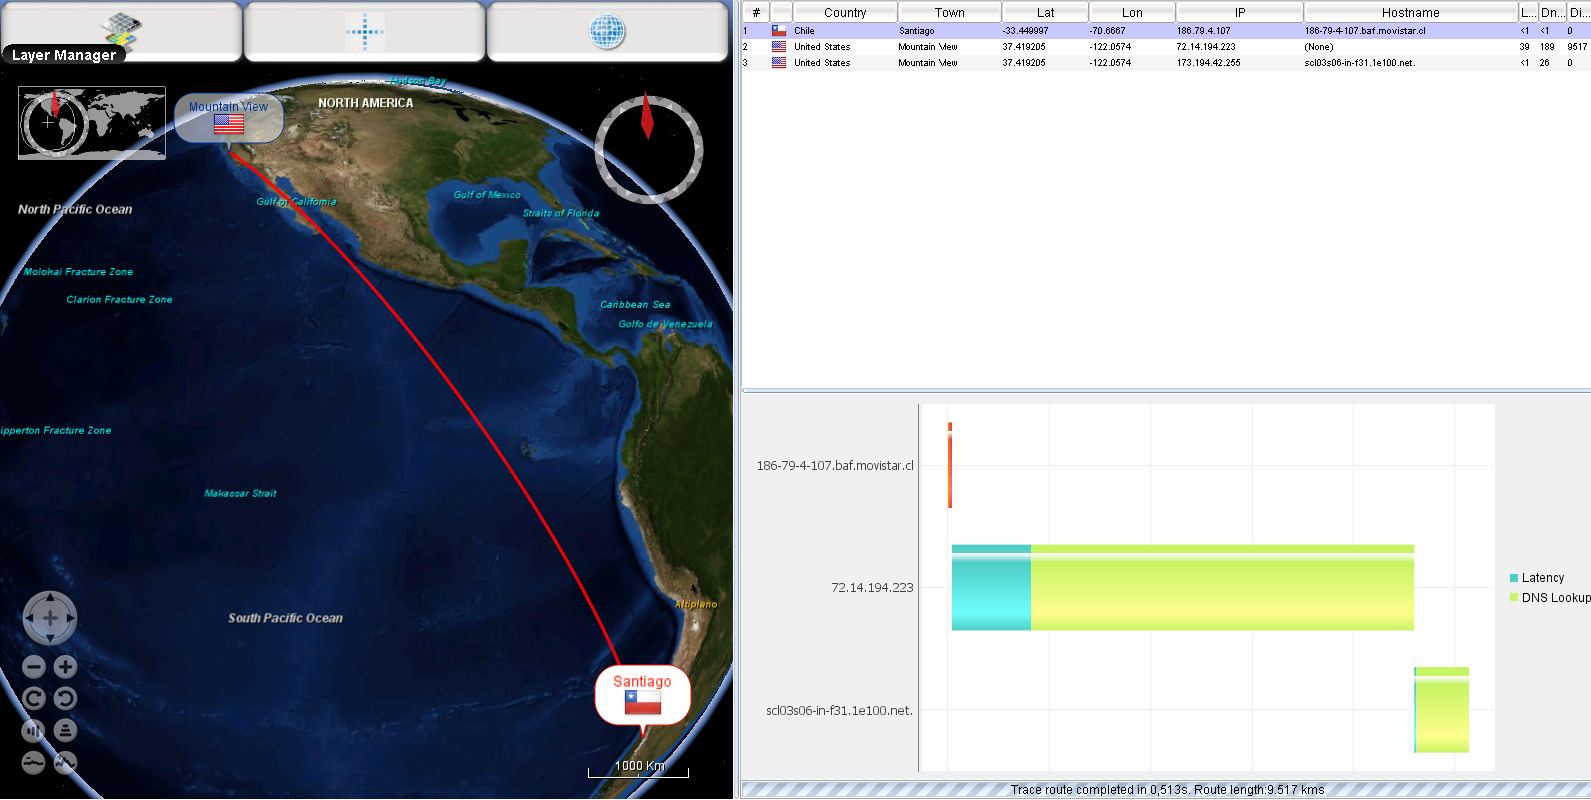 Layer Manager
Hudson Bay
NORTH AMERICA
Mountain View
North Pacific Ocean
Gulf of California
Gulf of Mexico
Straits of Florida
Molokai Fracture Zone
Clarion Fracture Zone
Caribbean Sea
Golfo de Venezuela
ipperton Fracture Zone
Makassar Strait
Altiplano
South Pacific Ocean
Santiago
1000 Km
# Country Town Lat Lon IP Hostname L... Dn... Di...
1 Chile Santiago -33.449997 -70.6667 186.79.4.107 186-79-4-107.baf.movistar.cl <1 <1 0
2 United States Mountain View 37.419205 -122.0574 72.14.194.223 (None) 39 189 9517
3 United States Mountain View 37.419205 -122.0574 173.194.42.255 scl03s06-in-f31.1e100.net. <1 26 0
186-79-4-107.baf.movistar.cl
72.14.194.223
scl03s06-in-f31.1e100.net.
Latency
DNS Lookup
Trace route completed in 0,513s. Route length:9.517 kms